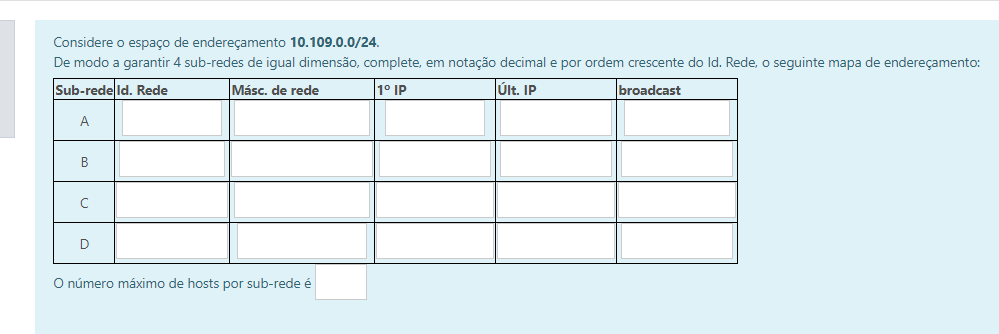 Considere o espaço de endereçamento 10.109.0.0/24.
De modo a garantir 4 sub-redes de igual dimensão, complete, em notação decimal e por ordem crescente do Id. Rede, o seguinte mapa de endereçamento:
Sub-rede Id. Rede Másc. de rede 1º IP Últ. IP broadcast
A
B
C
D
O número máximo de hosts por sub-rede é